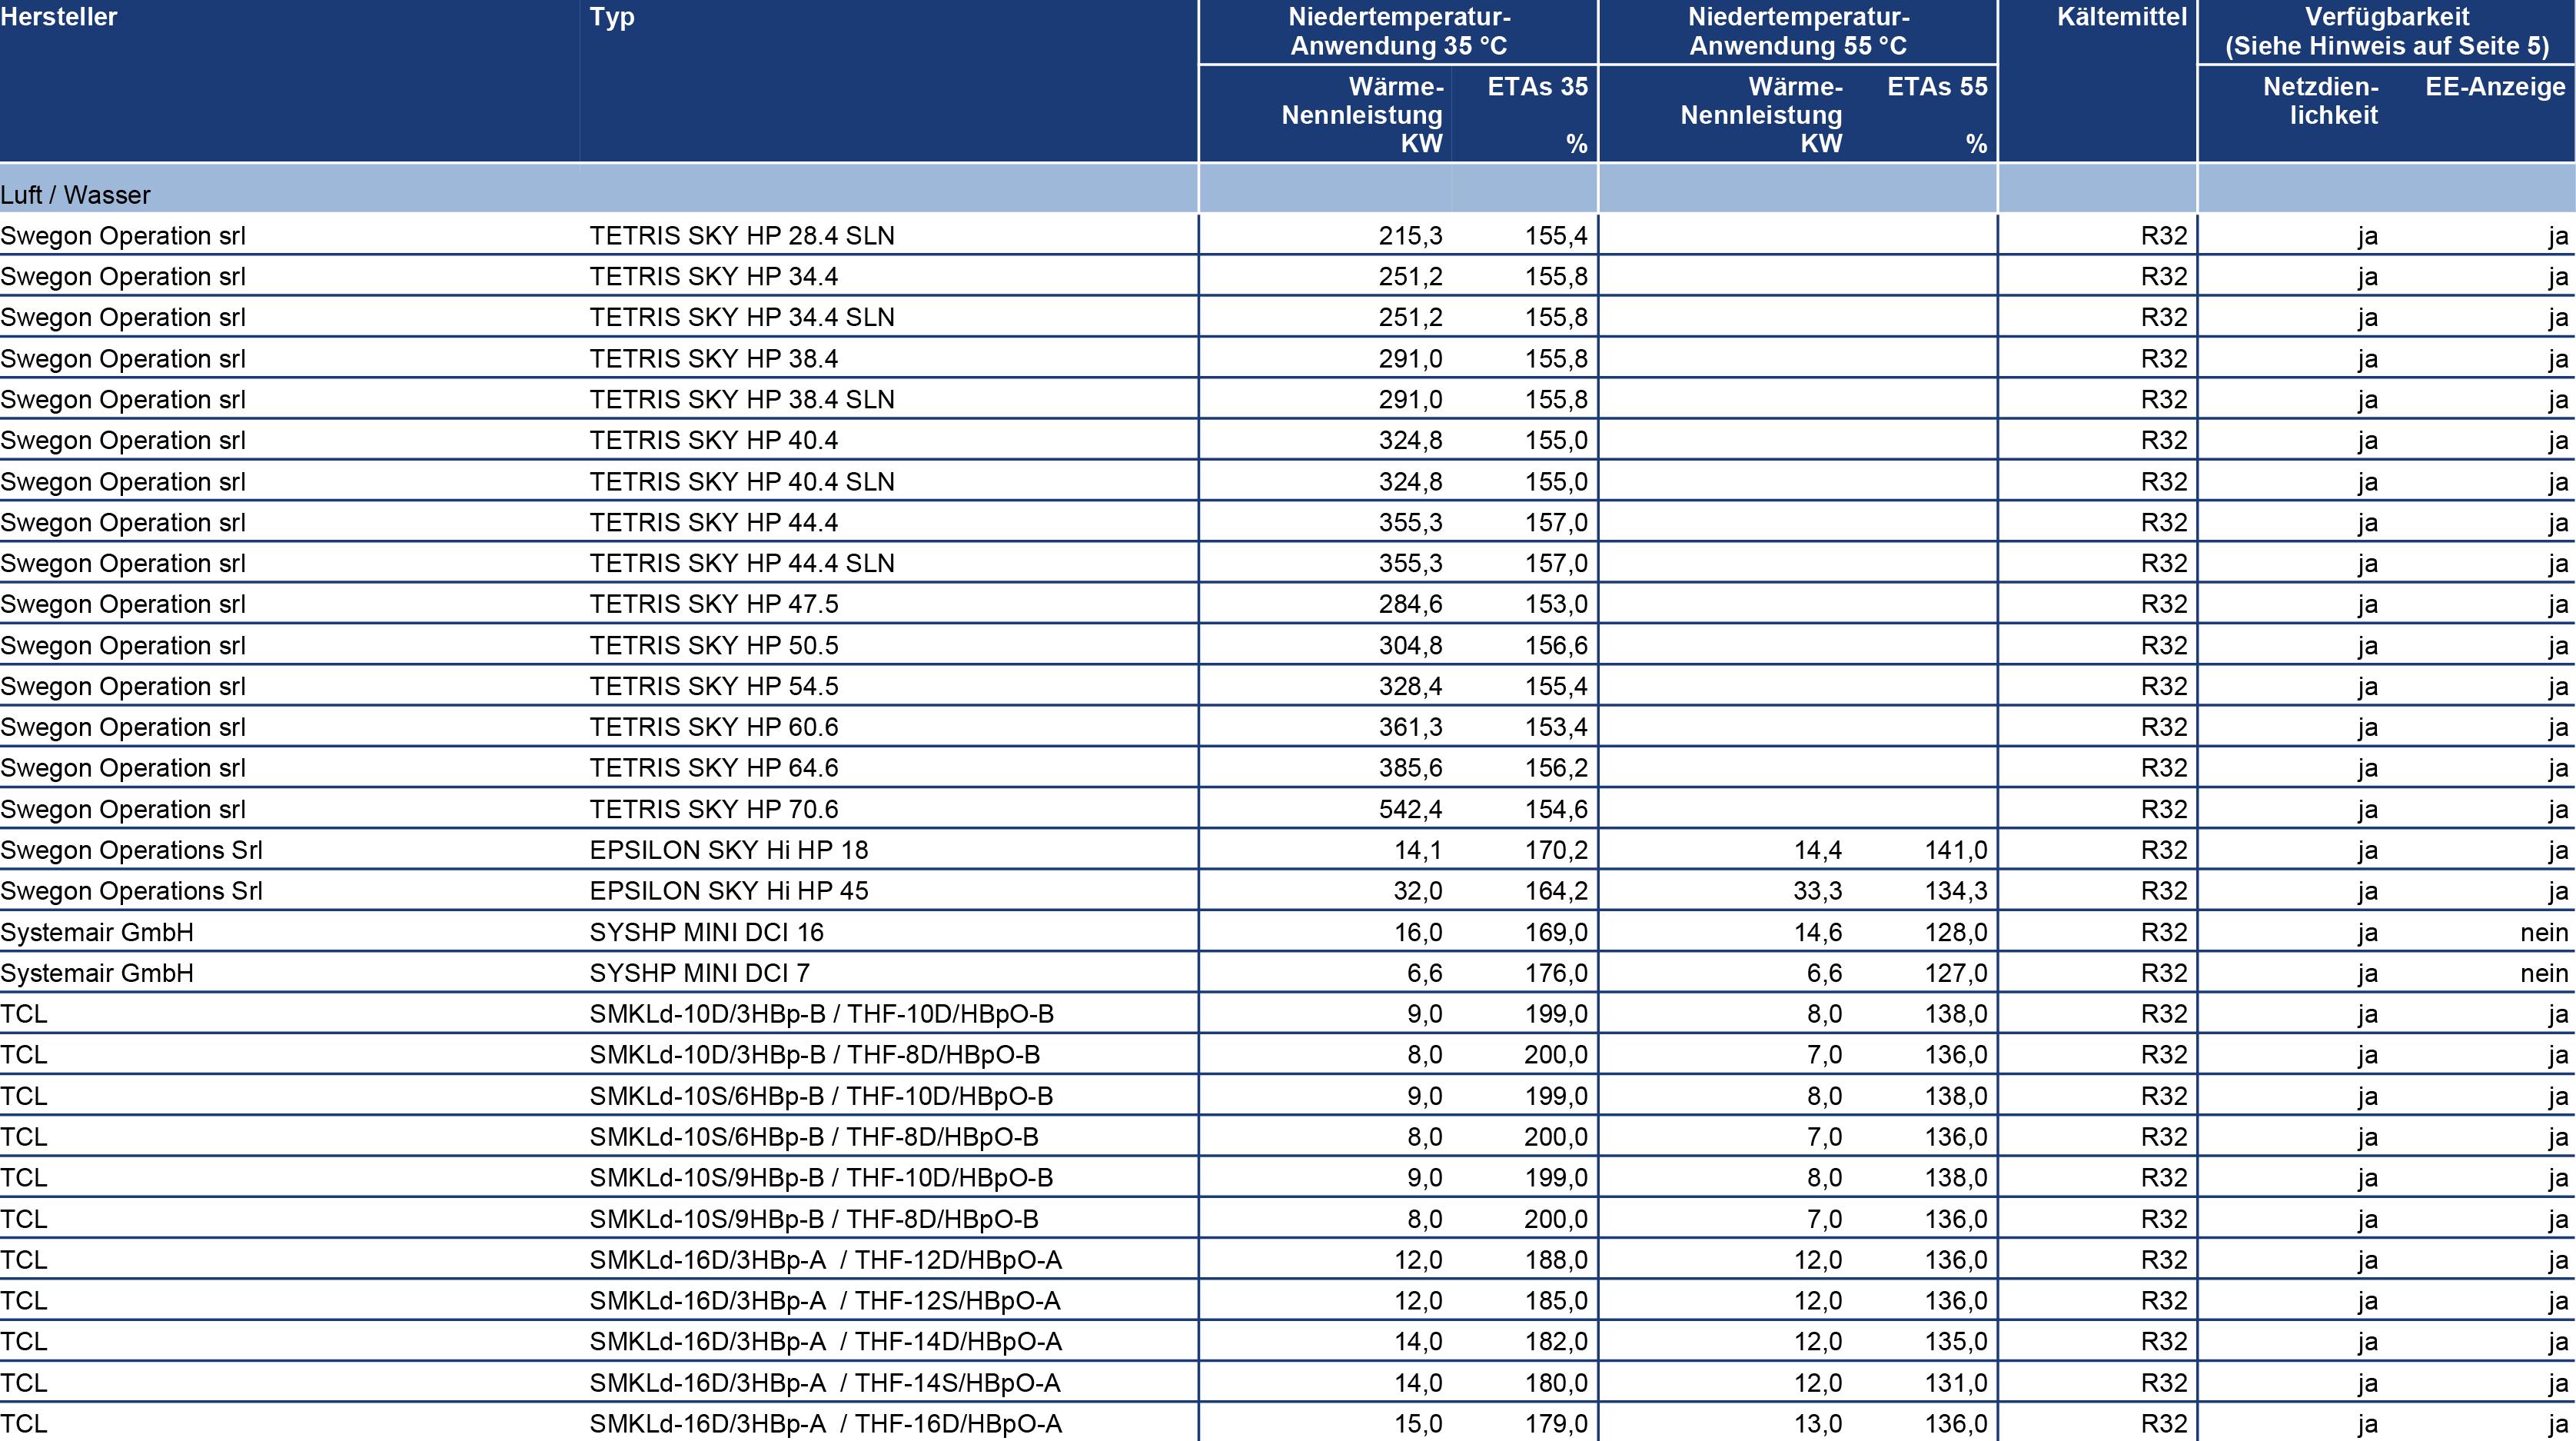 Hersteller Typ Niedertemperatur- Niedertemperatur- Kältemittel Verfügbarkeit
Anwendung 35 °C Anwendung 55 °C (Siehe Hinweis auf Seite 5)
Wärme- ETAs 35 Wärme- ETAs 55 Netzdien- EE-Anzeige
Nennleistung Nennleistung lichkeit
KW % KW %
Luft / Wasser
Swegon Operation srl TETRIS SKY HP 28.4 SLN 215,3 155,4 R32 ja ja
Swegon Operation srl TETRIS SKY HP 34.4 251,2 155,8 R32 ja ja
Swegon Operation srl TETRIS SKY HP 34.4 SLN 251,2 155,8 R32 ja ja
Swegon Operation srl TETRIS SKY HP 38.4 291,0 155,8 R32 ja ja
Swegon Operation srl TETRIS SKY HP 38.4 SLN 291,0 155,8 R32 ja ja
Swegon Operation srl TETRIS SKY HP 40.4 324,8 155,0 R32 ja ja
Swegon Operation srl TETRIS SKY HP 40.4 SLN 324,8 155,0 R32 ja ja
Swegon Operation srl TETRIS SKY HP 44.4 355,3 157,0 R32 ja ja
Swegon Operation srl TETRIS SKY HP 44.4 SLN 355,3 157,0 R32 ja ja
Swegon Operation srl TETRIS SKY HP 47.5 284,6 153,0 R32 ja ja
Swegon Operation srl TETRIS SKY HP 50.5 304,8 156,6 R32 ja ja
Swegon Operation srl TETRIS SKY HP 54.5 328,4 155,4 R32 ja ja
Swegon Operation srl TETRIS SKY HP 60.6 361,3 153,4 R32 ja ja
Swegon Operation srl TETRIS SKY HP 64.6 385,6 156,2 R32 ja ja
Swegon Operation srl TETRIS SKY HP 70.6 542,4 154,6 R32 ja ja
Swegon Operations Srl EPSILON SKY Hi HP 18 14,1 170,2 14,4 141,0 R32 ja ja
Swegon Operations Srl EPSILON SKY Hi HP 45 32,0 164,2 33,3 134,3 R32 ja ja
Systemair GmbH SYSHP MINI DCI 16 16,0 169,0 14,6 128,0 R32 ja nein
Systemair GmbH SYSHP MINI DCI 7 6,6 176,0 6,6 127,0 R32 ja nein
TCL SMKLd-10D/3HBp-B / THF-10D/HBpO-B 9,0 199,0 8,0 138,0 R32 ja ja
TCL SMKLd-10D/3HBp-B / THF-8D/HBpO-B 8,0 200,0 7,0 136,0 R32 ja ja
TCL SMKLd-10S/6HBp-B / THF-10D/HBpO-B 9,0 199,0 8,0 138,0 R32 ja ja
TCL SMKLd-10S/6HBp-B / THF-8D/HBpO-B 8,0 200,0 7,0 136,0 R32 ja ja
TCL SMKLd-10S/9HBp-B / THF-10D/HBpO-B 9,0 199,0 8,0 138,0 R32 ja ja
TCL SMKLd-10S/9HBp-B / THF-8D/HBpO-B 8,0 200,0 7,0 136,0 R32 ja ja
TCL SMKLd-16D/3HBp-A / THF-12D/HBpO-A 12,0 188,0 12,0 136,0 R32 ja ja
TCL SMKLd-16D/3HBp-A / THF-12S/HBpO-A 12,0 185,0 12,0 136,0 R32 ja ja
TCL SMKLd-16D/3HBp-A / THF-14D/HBpO-A 14,0 182,0 12,0 135,0 R32 ja ja
TCL SMKLd-16D/3HBp-A / THF-14S/HBpO-A 14,0 180,0 12,0 131,0 R32 ja ja
TCL SMKLd-16D/3HBp-A / THF-16D/HBpO-A 15,0 179,0 13,0 136,0 R32 ja ja